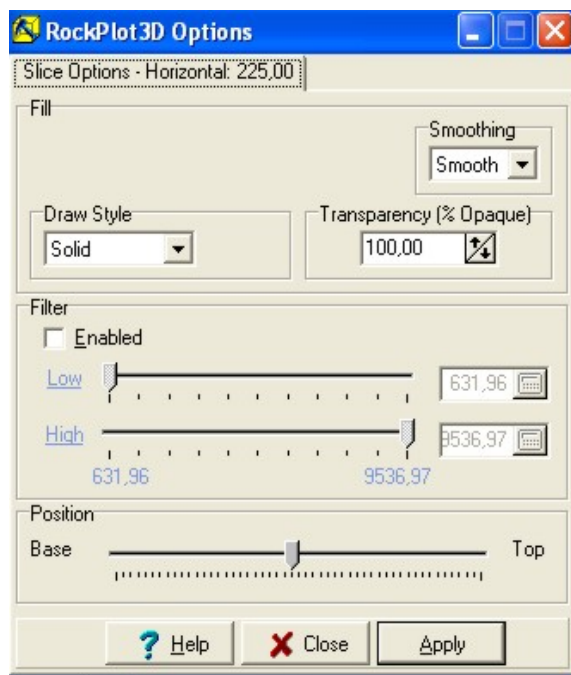 RockPlot3D Options
Slice Options - Horizontal: 225,00
Fill
Smoothing
Smooth
Draw Style
Transparency (% Opaque)
Solid
100,00
Filter
Enabled
Low
631,96
High
9536,97
631,96
9536,97
Position
Base
Top
Help
Close
Apply